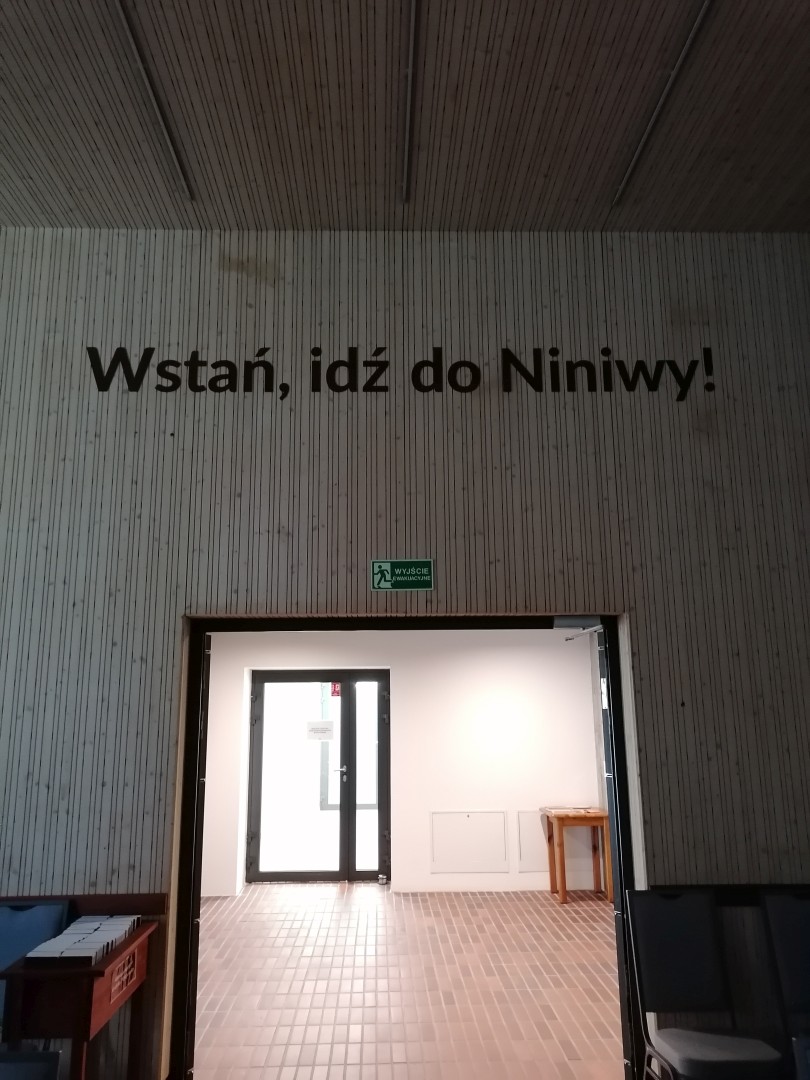 Wstań, idź do Niniwy!
WYJŚCIE
EWAKUACYJNE